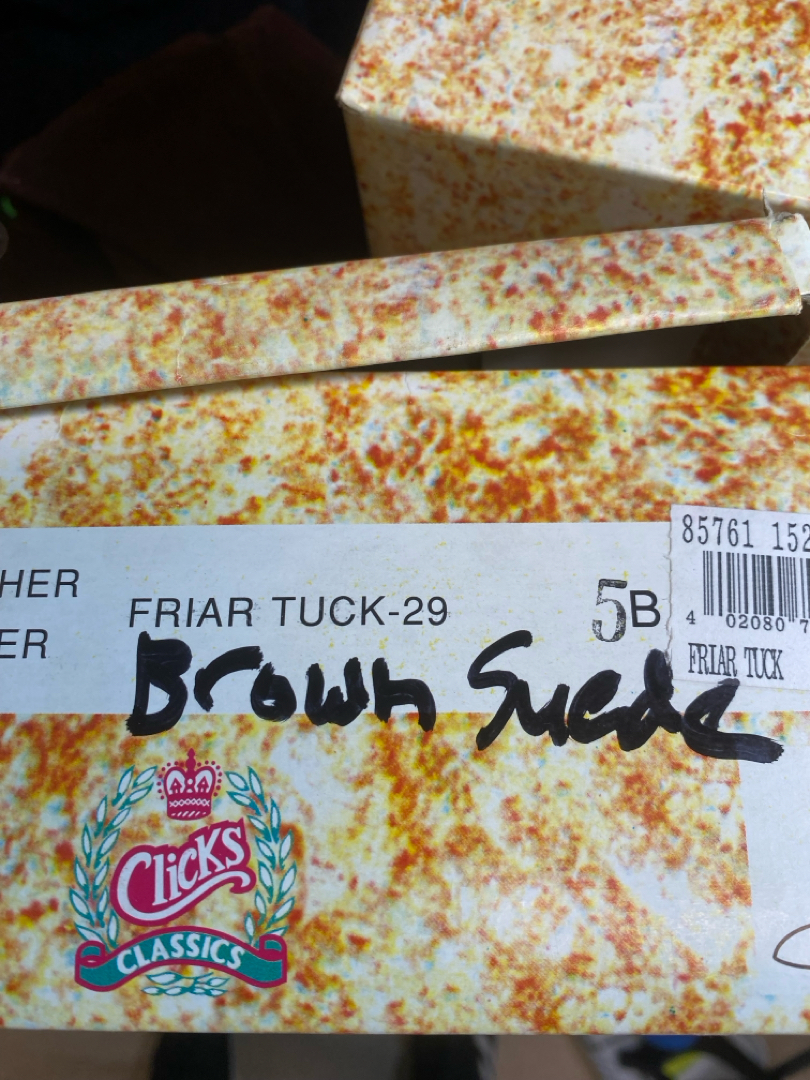 HER
ER
FRIAR TUCK-29
5B
85761 152
4 02080 7
FRIAR TUCK
Brown Suede
Clicks
CLASSICS